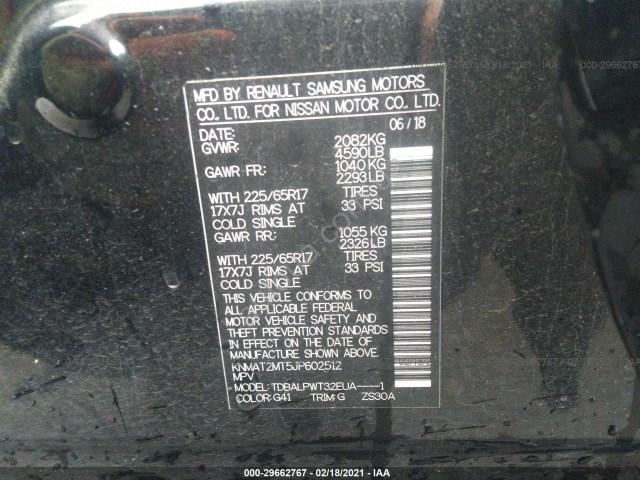 MFD BY RENAULT SAMSUNG MOTORS
CO., LTD. FOR NISSAN MOTOR CO., LTD.
DATE: 06/18
GVWR: 2082KG
4590LB
GAWR FR: 1040 KG
2293LB
WITH 225/65R17 TIRES
17X7J RIMS AT 33 PSI
COLD SINGLE
GAWR RR: 1055 KG
2326LB
WITH 225/65R17 TIRES
17X7J RIMS AT 33 PSI
COLD SINGLE
THIS VEHICLE CONFORMS TO
ALL APPLICABLE FEDERAL
MOTOR VEHICLE SAFETY AND
THEFT PREVENTION STANDARDS
IN EFFECT ON THE DATE OF
MANUFACTURE SHOWN ABOVE.
KNMAT2MT5JP602512
MPV
MODEL: TDBALPWT32EUA----1
COLOR:G41 TRIM:G ZS30A
000-29662767 - 02/18/2021 - IAA